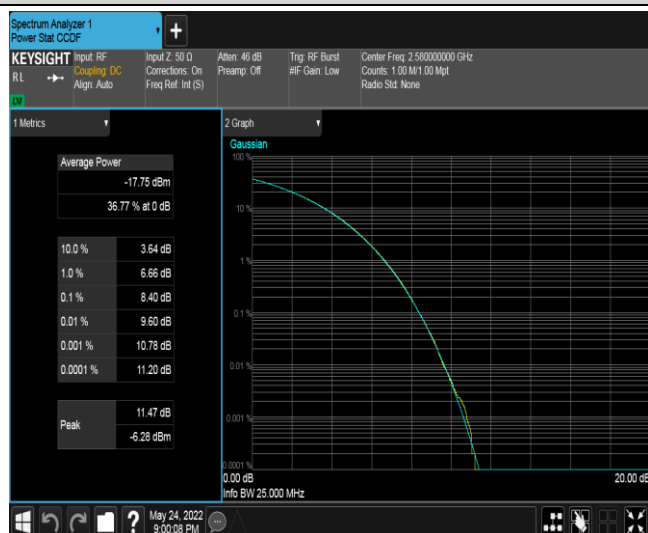 Spectrum Analyzer 1
Power Stat CCDF
KEYSIGHT
RL
LXI
Input: RF
Coupling: DC
Align: Auto
Input Z: 50 Ω
Corrections: On
Freq Ref: Int (S)
Atten: 46 dB
Preamp: Off
Trig: RF Burst
#IF Gain: Low
Center Freq: 2.580000000 GHz
Counts: 1.00 M/1.00 Mpt
Radio Std: None
1 Metrics
Average Power
-17.75 dBm
36.77 % at 0 dB
10.0 % 3.64 dB
1.0 % 6.66 dB
0.1 % 8.40 dB
0.01 % 9.60 dB
0.001 % 10.78 dB
0.0001 % 11.20 dB
Peak
11.47 dB
-6.28 dBm
2 Graph
Gaussian
100 %
10 %
1 %
0.1 %
0.01 %
0.001 %
0.0001 %
0.00 dB
20.00 dB
Info BW 25.000 MHz
?
May 24, 2022
9:00:08 PM